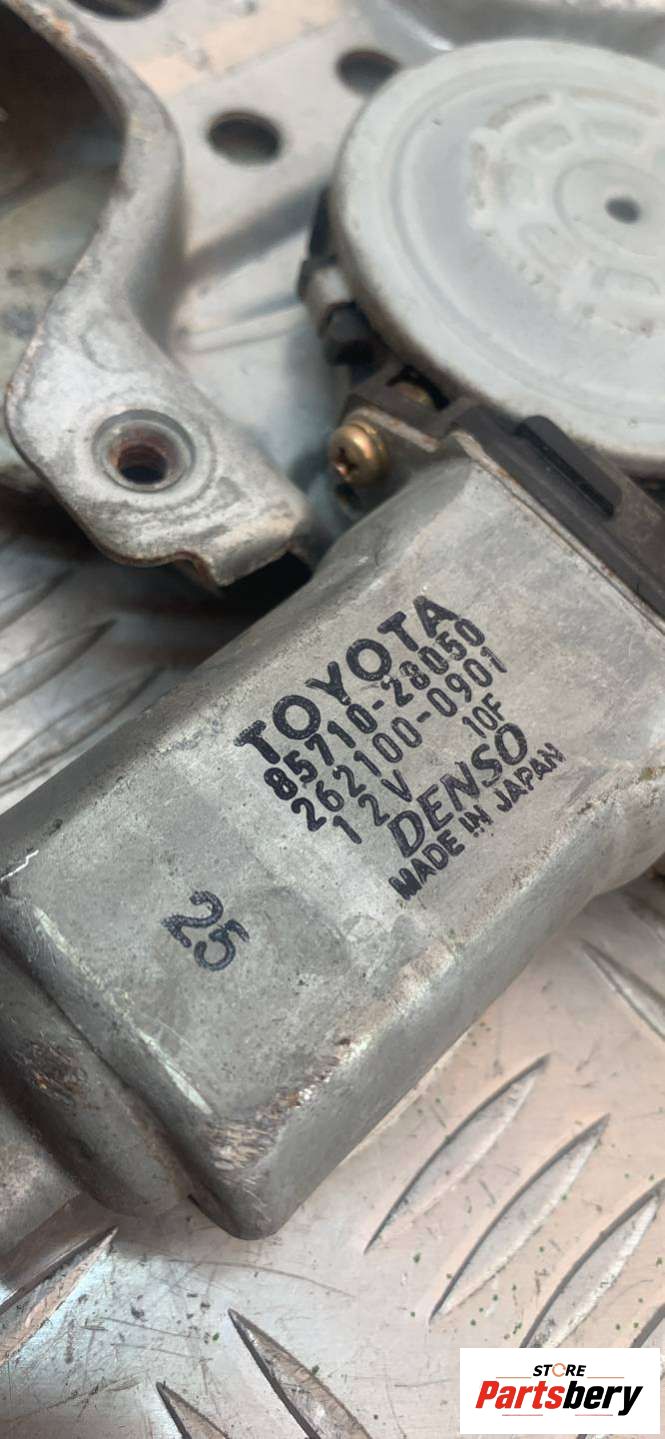 TOYOTA
85710-28050
262100-0901
12V 10F
DENSO
MADE IN JAPAN
25
STORE
Partsbery